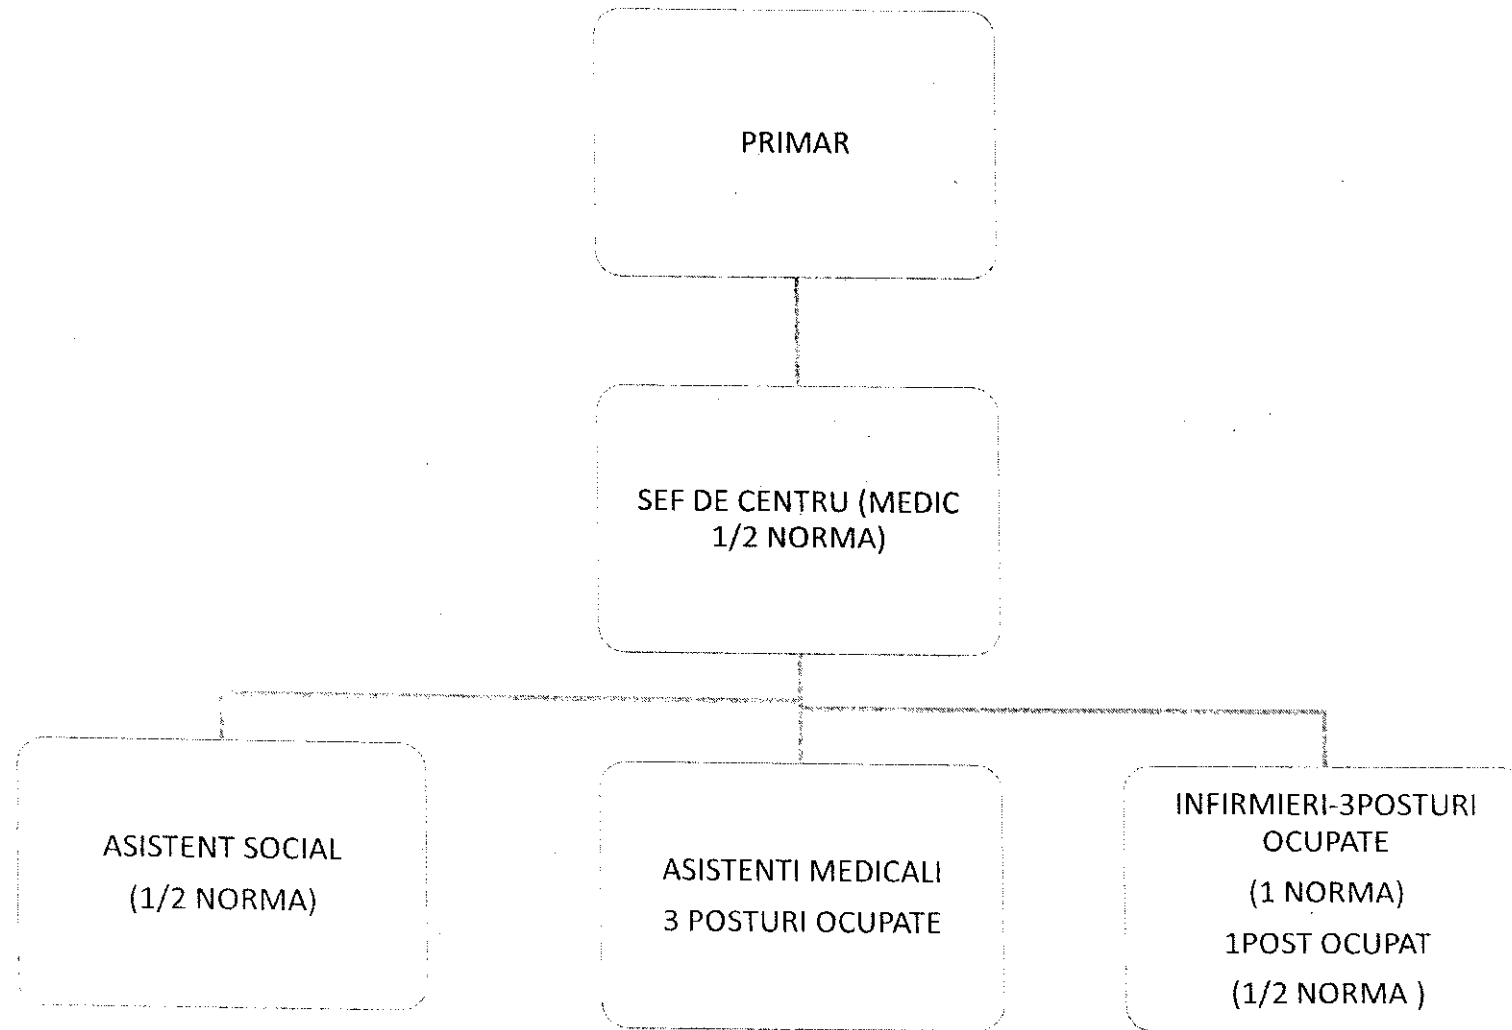 PRIMAR
SEF DE CENTRU (MEDIC
1/2 NORMA)
ASISTENT SOCIAL
(1/2 NORMA)
ASISTENTI MEDICALI
3 POSTURI OCUPATE
INFIRMIERI-3POSTURI
OCUPATE
(1 NORMA)
1POST OCUPAT
(1/2 NORMA )